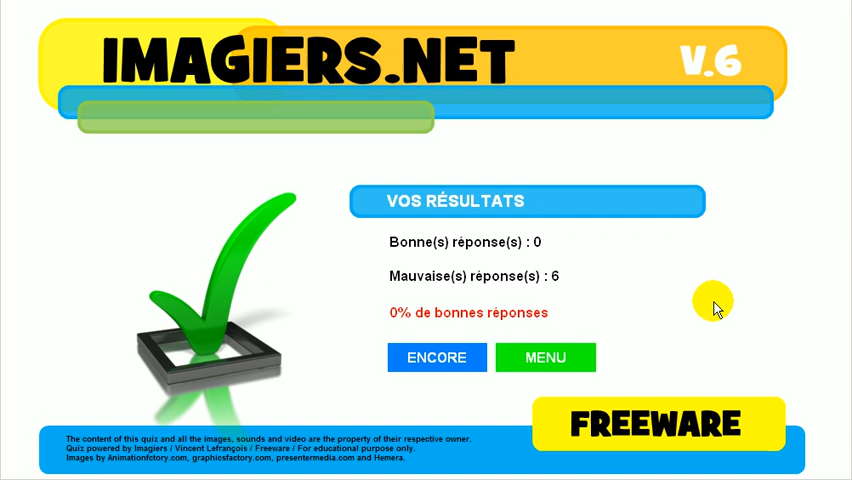 IMAGIERS.NET
V.6
VOS RÉSULTATS
Bonne(s) réponse(s) : 0
Mauvaise(s) réponse(s) : 6
0% de bonnes réponses
ENCORE
MENU
FREEWARE
The content of this quiz and all the images, sounds and video are the property of their respective owner.
Quiz powered by Imagiers / Vincent Lefrançois / Freeware / For educational purpose only.
Images by Animationfctory.com, graphicsfactory.com, presentermedia.com and Hemera.